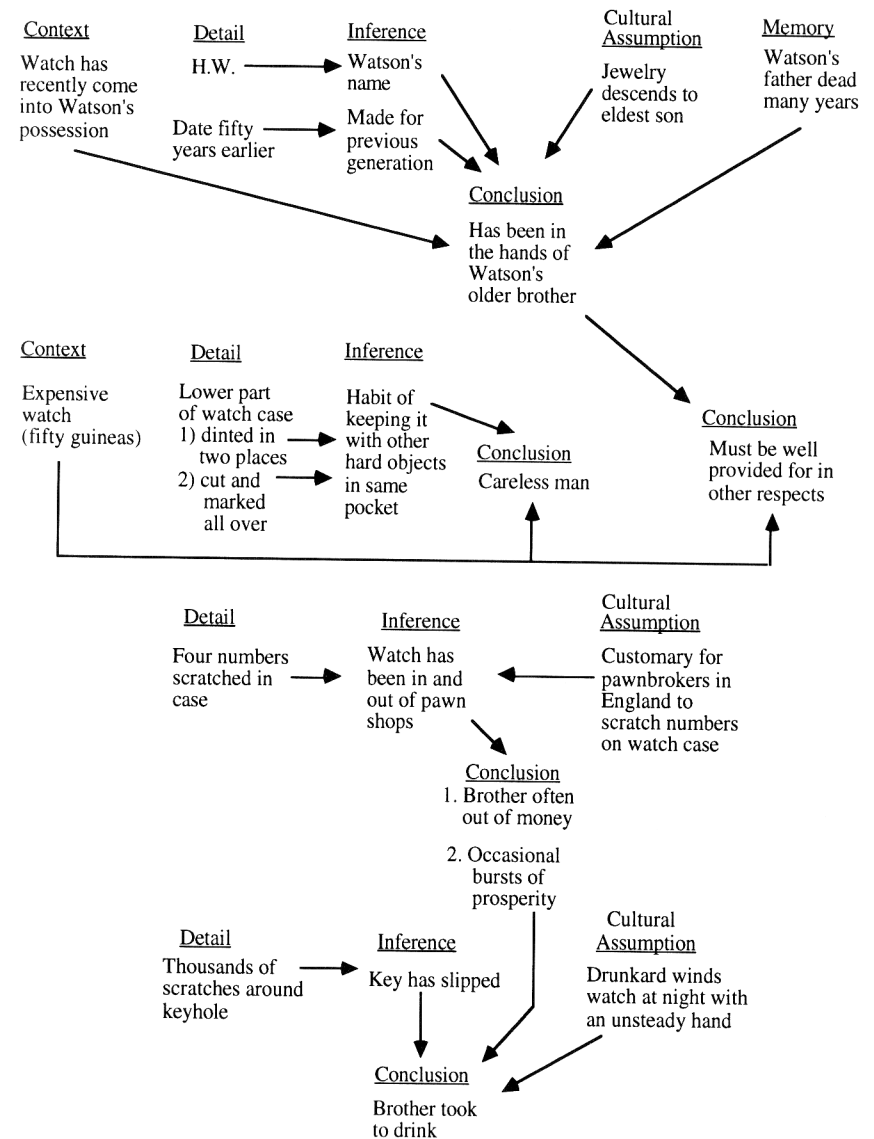 Context
Watch has
recently come
into Watson's
possession
Detail
H.W.
Date fifty
years earlier
Inference
Watson's
name
Made for
previous
generation
Cultural
Assumption
Jewelry
descends to
eldest son
Memory
Watson's
father dead
many years
Conclusion
Has been in
the hands of
Watson's
older brother
Context
Expensive
watch
(fifty guineas)
Detail
Lower part
of watch case
1) dinted in
two places
2) cut and
marked
all over
Inference
Habit of
keeping it
with other
hard objects
in same
pocket
Conclusion
Careless man
Conclusion
Must be well
provided for in
other respects
Detail
Four numbers
scratched in
case
Inference
Watch has
been in and
out of pawn
shops
Cultural
Assumption
Customary for
pawnbrokers in
England to
scratch numbers
on watch case
Conclusion
1. Brother often
out of money
2. Occasional
bursts of
prosperity
Detail
Thousands of
scratches around
keyhole
Inference
Key has slipped
Cultural
Assumption
Drunkard winds
watch at night with
an unsteady hand
Conclusion
Brother took
to drink